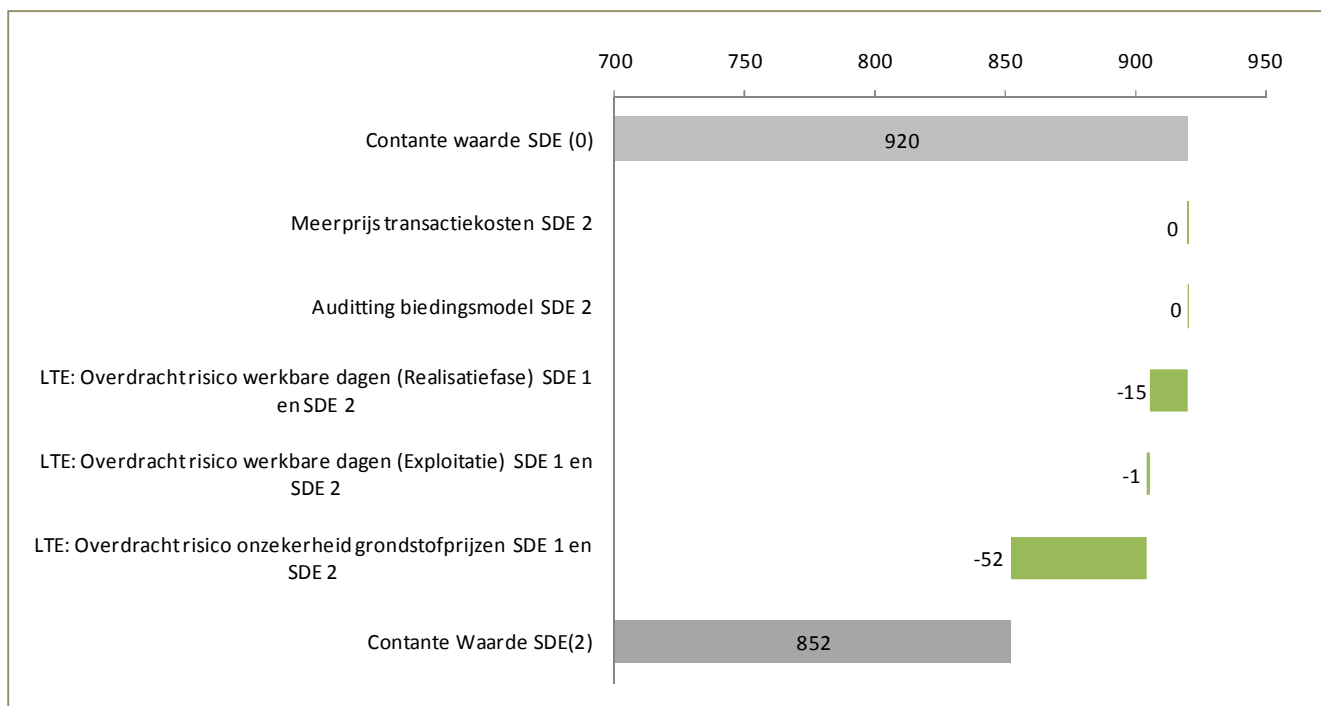 700 750 800 850 900 950
Contante waarde SDE (0)
920
Meerprijs transactiekosten SDE 2
0
Auditting biedingsmodel SDE 2
0
LTE: Overdracht risico werkbare dagen (Realisatiefase) SDE 1
en SDE 2
-15
LTE: Overdracht risico werkbare dagen (Exploitatie) SDE 1 en
SDE 2
-1
LTE: Overdracht risico onzekerheid grondstofprijzen SDE 1 en
SDE 2
-52
Contante Waarde SDE(2)
852